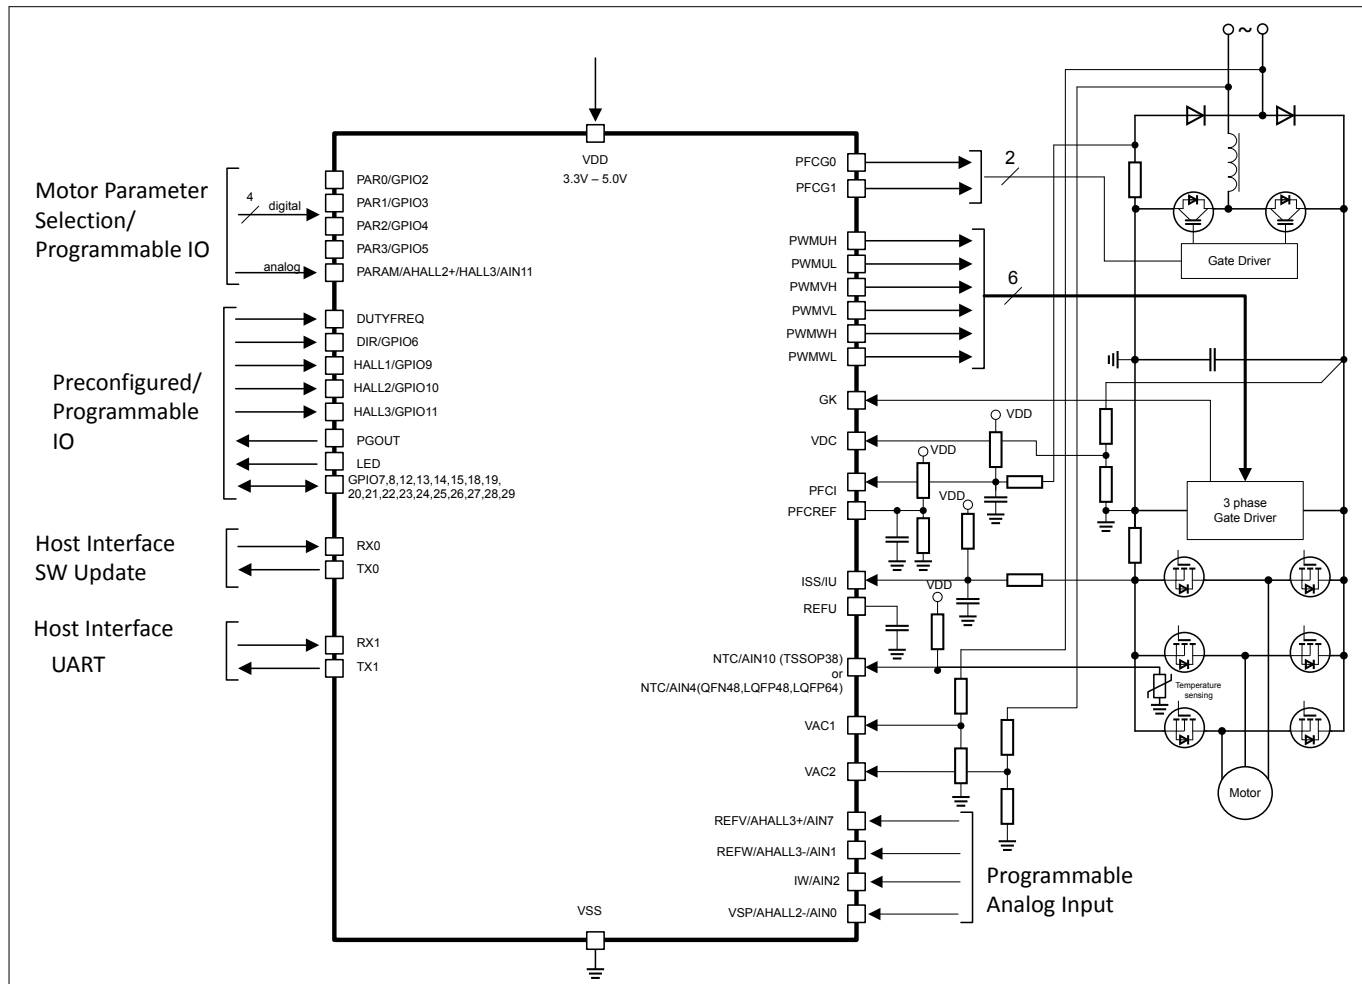 ~
VDD
3.3V – 5.0V
Motor Parameter
Selection/
Programmable IO
4
digital
analog
PAR0/GPIO2
PAR1/GPIO3
PAR2/GPIO4
PAR3/GPIO5
PARAM/AHALL2+/HALL3/AIN11
Preconfigured/
Programmable
IO
DUTYFREQ
DIR/GPIO6
HALL1/GPIO9
HALL2/GPIO10
HALL3/GPIO11
PGOUT
LED
GPIO7,8,12,13,14,15,18,19,
20,21,22,23,24,25,26,27,28,29
Host Interface
SW Update
RX0
TX0
Host Interface
UART
RX1
TX1
VSS
PFCG0
PFCG1
2
PWMUH
PWMUL
PWMVH
PWMVL
PWMWH
PWMWL
6
GK
VDC
PFCI
PFCREF
ISS/IU
REFU
NTC/AIN10 (TSSOP38)
or
NTC/AIN4(QFN48,LQFP48,LQFP64)
VAC1
VAC2
REFV/AHALL3+/AIN7
REFW/AHALL3-/AIN1
IW/AIN2
VSP/AHALL2-/AIN0
Programmable
Analog Input
VDD
VDD
VDD
VDD
Gate Driver
3 phase
Gate Driver
Temperature
sensing
Motor